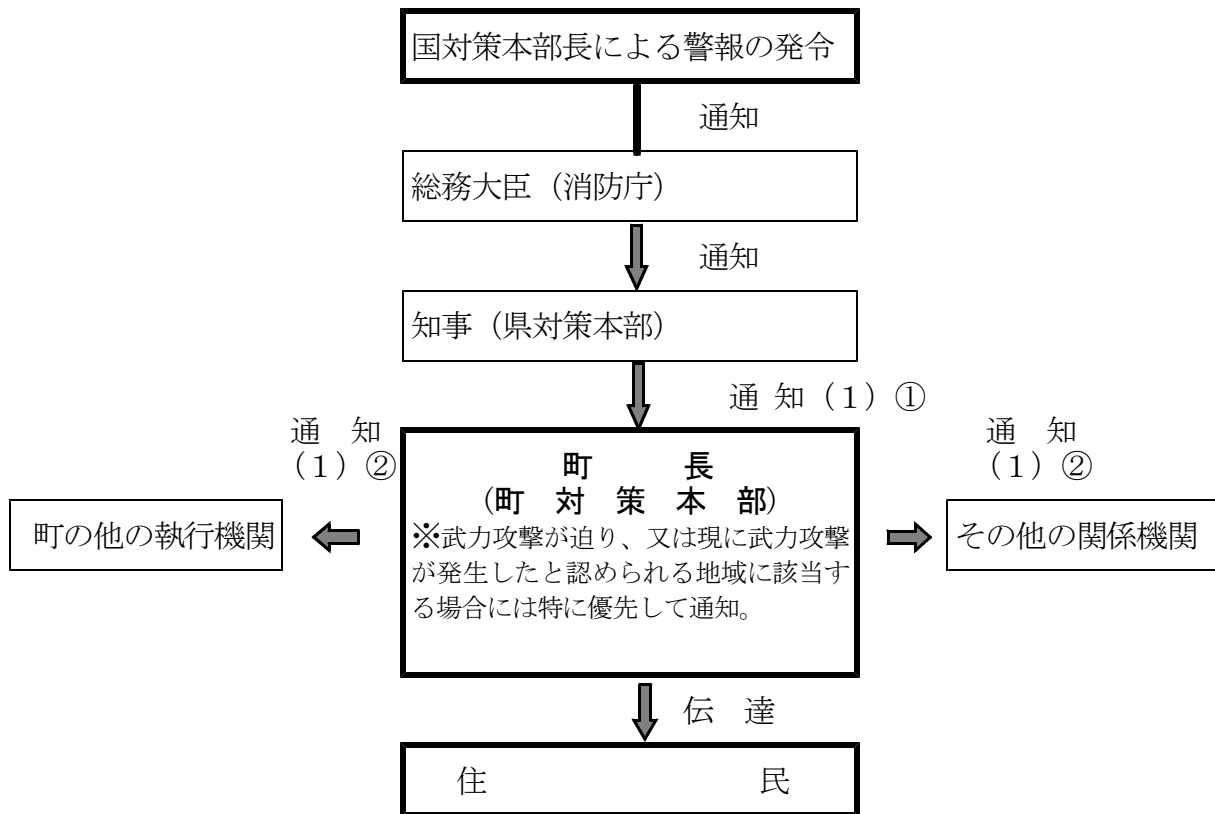 国対策本部長による警報の発令
通知
総務大臣（消防庁）
通知
知事（県対策本部）
通 知（１）①
通　知
（１）②
通　知
（１）②
町　　　長
(町　対　策　本　部)
※武力攻撃が迫り、又は現に武力攻撃
が発生したと認められる地域に該当す
る場合には特に優先して通知。
町の他の執行機関
その他の関係機関
伝　達
住　　　　　　　　　民